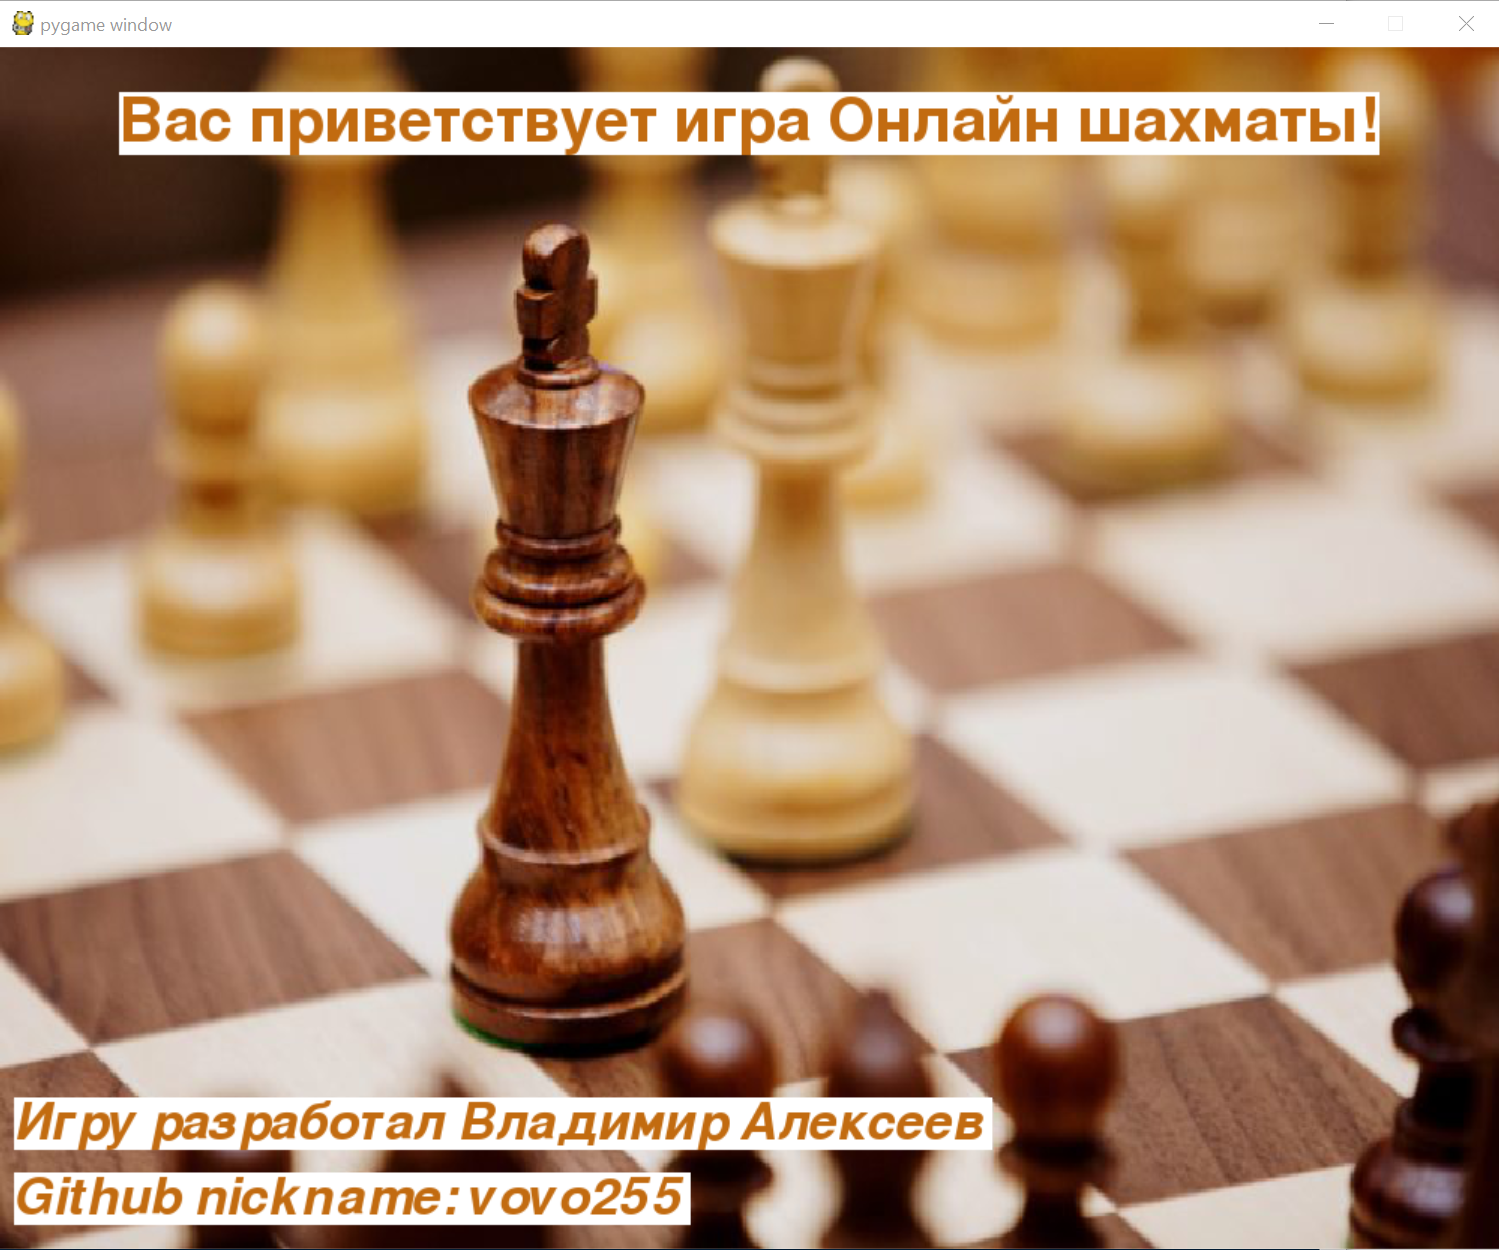 pygame window
Вас приветствует игра Онлайн шахматы!
Игру разработал Владимир Алексеев
Github nickname: vovo255